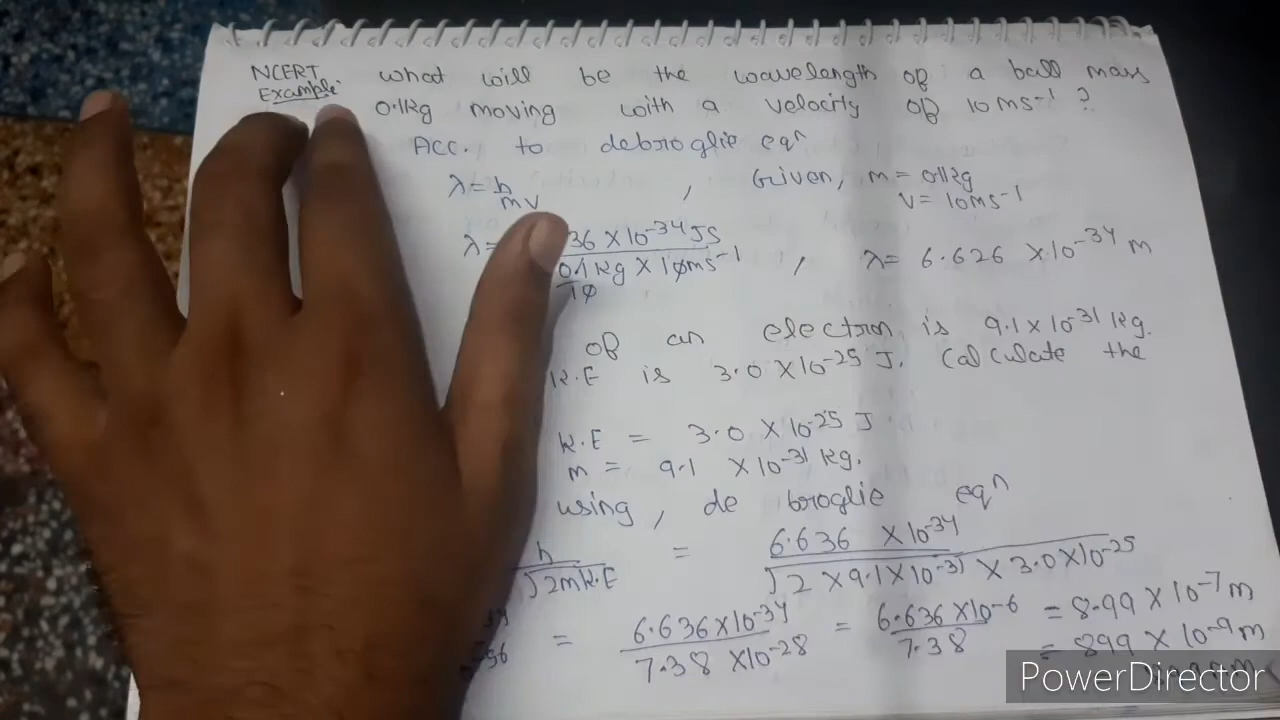 NCERT
Example
what will be the wavelength of a ball mass
0.1kg moving with a velocity of 10 ms-1 ?
Acc. to debroglie eqn
λ = h/mv , Given, m = 0.1kg
v = 10ms-1
λ = 36 × 10-34 JS / 0.1 kg × 10ms-1 , λ = 6.626 × 10-34 m
10
of an electron is 9.1 × 10-31 kg.
K.E is 3.0 × 10-25 J. Calculate the
K.E = 3.0 × 10-25 J
m = 9.1 × 10-31 kg.
using, de broglie eqn
h/√2mK.E = 6.636 × 10-34 / √2 × 9.1 × 10-31 × 3.0 × 10-25
= 6.636 × 10-34 / 7.38 × 10-28 = 6.636 × 10-6 / 7.38 = 8.99 × 10-7 m
= 899 × 10-9 m
PowerDirector